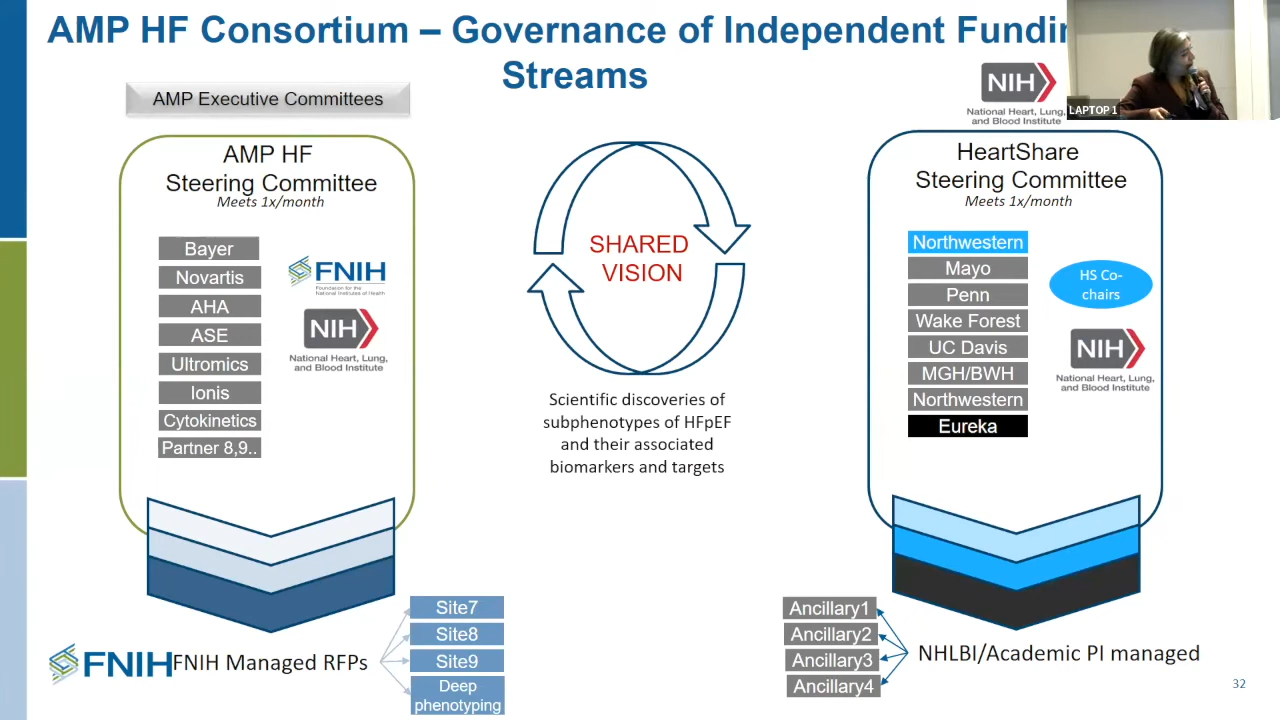 AMP HF Consortium – Governance of Independent
Streams
LAPTOP 1
AMP Executive Committees
NIH
National Heart, Lung,
and Blood Institute
AMP HF
Steering Committee
Meets 1x/month
Bayer
Novartis
AHA
ASE
Ultromics
Ionis
Cytokinetics
Partner 8,9..
FNIH
Foundation for the
National Institutes of Health
NIH
National Heart, Lung,
and Blood Institute
SHARED
VISION
Scientific discoveries of
subphenotypes of HFpEF
and their associated
biomarkers and targets
HeartShare
Steering Committee
Meets 1x/month
Northwestern
Mayo
Penn
Wake Forest
UC Davis
MGH/BWH
Northwestern
Eureka
HS Co-
chairs
NIH
National Heart, Lung,
and Blood Institute
FNIH
FNIH Managed RFPs
Site7
Site8
Site9
Deep
phenotyping
Ancillary1
Ancillary2
Ancillary3
Ancillary4
NHLBI/Academic PI managed
32